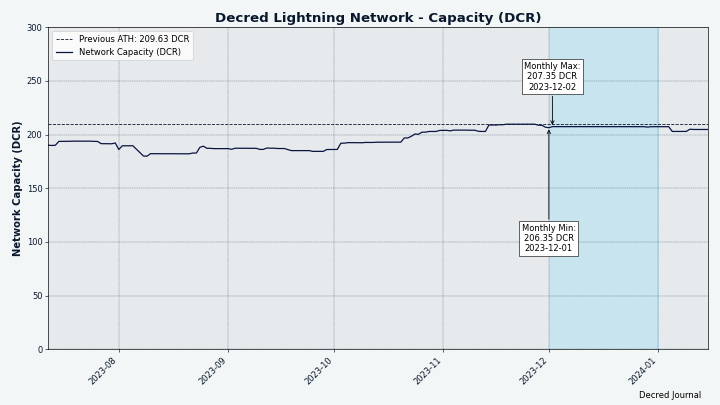 Decred Lightning Network - Capacity (DCR)
Previous ATH: 209.63 DCR
Network Capacity (DCR)
Monthly Max:
207.35 DCR
2023-12-02
Monthly Min:
206.35 DCR
2023-12-01
Network Capacity (DCR)
300
250
200
150
100
50
0
2023-08
2023-09
2023-10
2023-11
2023-12
2024-01
Decred Journal